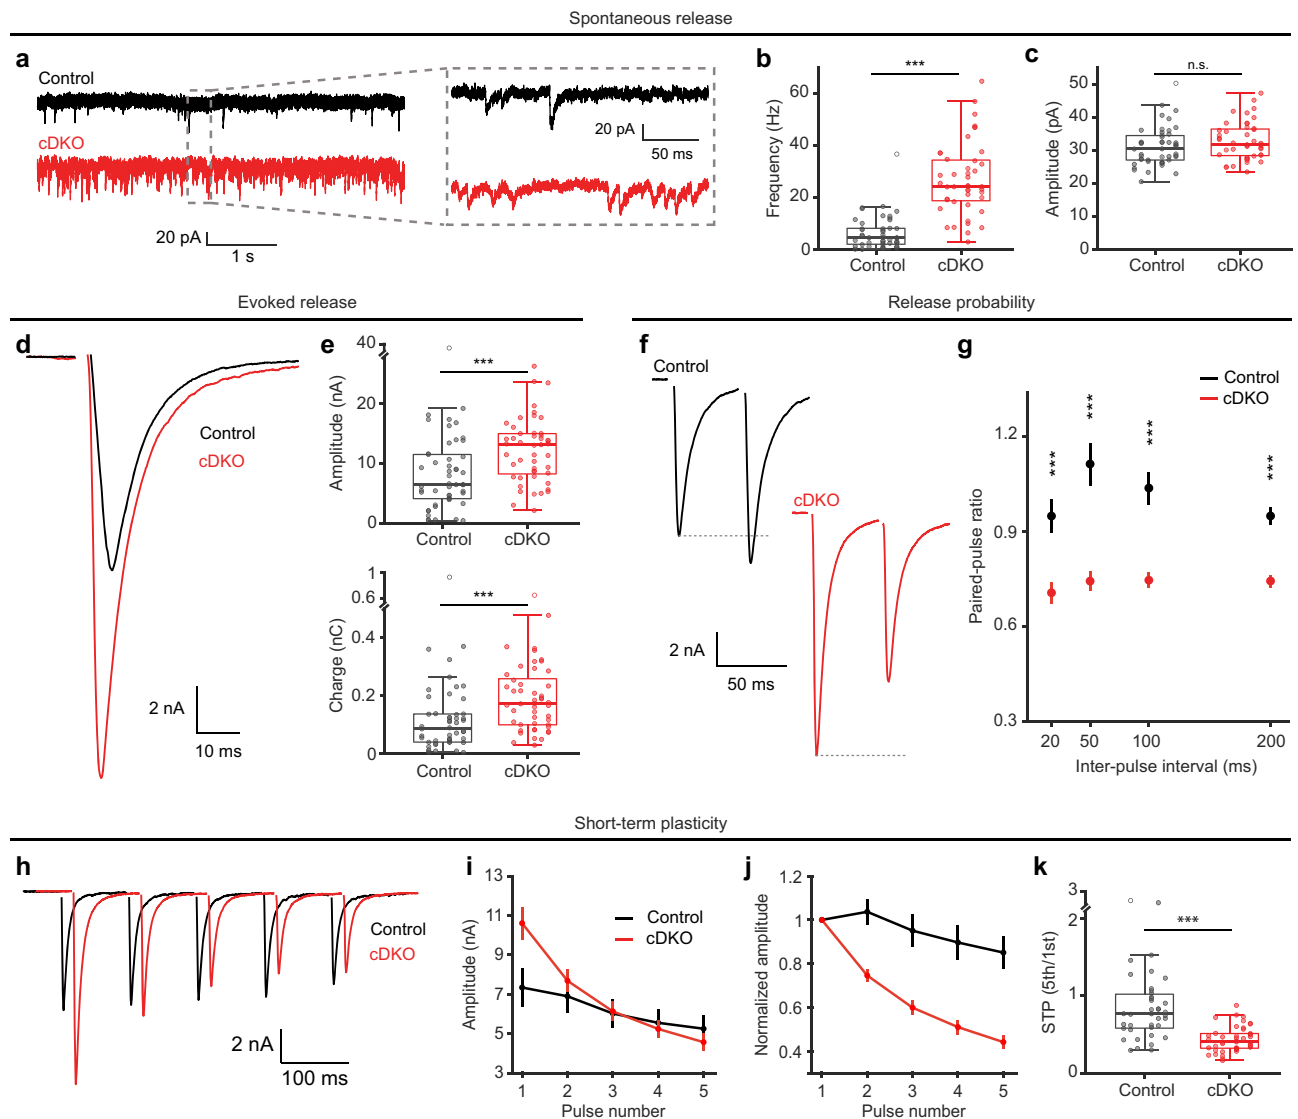 Spontaneous release
a
Control
cDKO
20 pA
1 s
20 pA
50 ms
b
***
Frequency (Hz)
60
40
20
0
Control cDKO
c
n.s.
Amplitude (pA)
50
40
30
20
10
0
Control cDKO
Evoked release
d
Control
cDKO
2 nA
10 ms
e
***
Amplitude (nA)
40
20
10
0
Control cDKO
***
Charge (nC)
1
0.6
0.4
0.2
0
Control cDKO
Release probability
f
Control
cDKO
2 nA
50 ms
g
Control
cDKO
*** *** *** ***
Paired-pulse ratio
1.2
0.9
0.6
0.3
20 50 100 200
Inter-pulse interval (ms)
Short-term plasticity
h
Control
cDKO
2 nA
100 ms
i
Control
cDKO
Amplitude (nA)
13
11
9
7
5
3
1 2 3 4 5
Pulse number
j
Normalized amplitude
1.2
1
0.8
0.6
0.4
1 2 3 4 5
Pulse number
k
***
STP (5th/1st)
3
2
1
0
Control cDKO